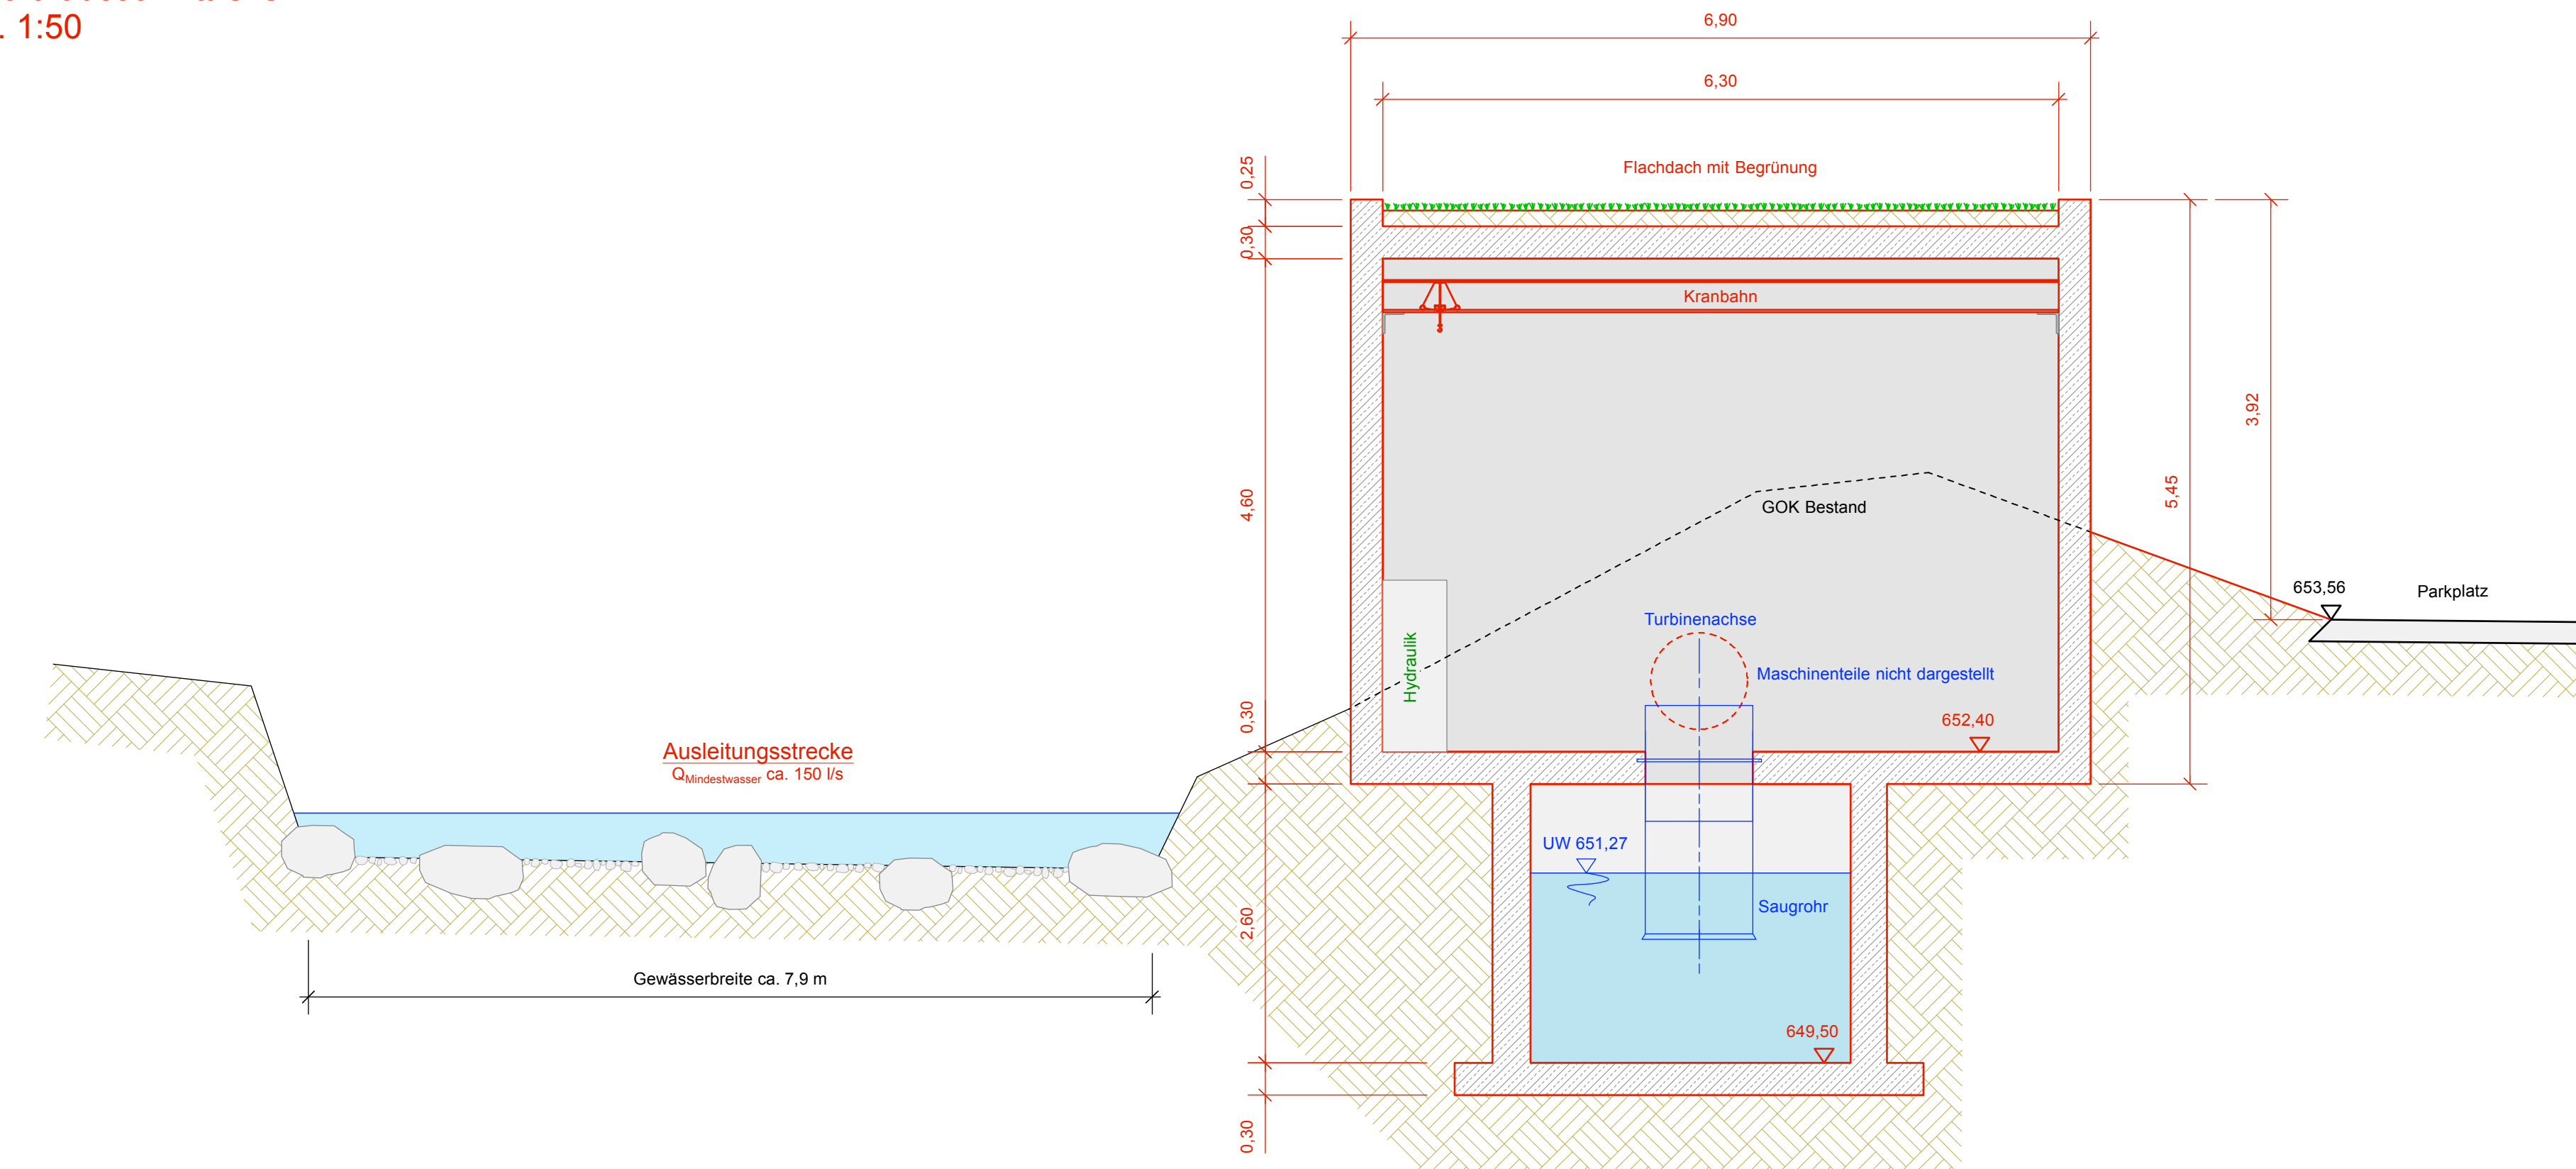 . 1:50
6,90
6,30
Flachdach mit Begrünung
0,25
0,30
Kranbahn
3,92
4,60
5,45
GOK Bestand
653,56
Parkplatz
Turbinenachse
Hydraulik
Maschinenteile nicht dargestellt
0,30
652,40
Ausleitungsstrecke
QMindestwasser ca. 150 l/s
UW 651,27
Saugrohr
2,60
Gewässerbreite ca. 7,9 m
649,50
0,30